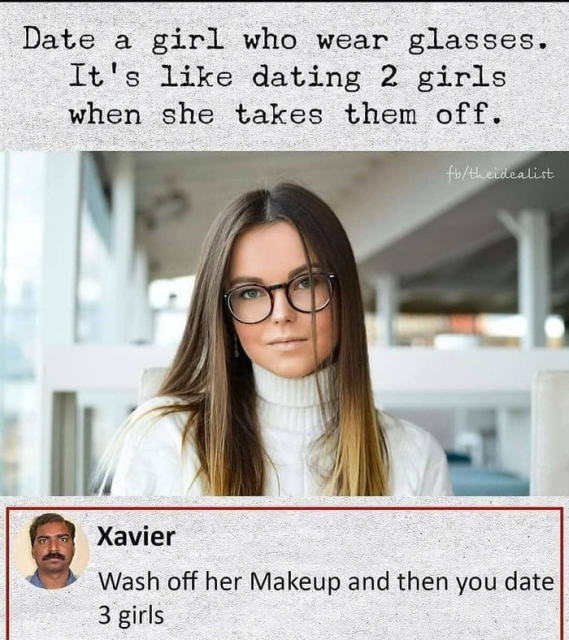 Date a girl who wear glasses.
It's like dating 2 girls
when she takes them off.
fb/theidealist
Xavier
Wash off her Makeup and then you date
3 girls